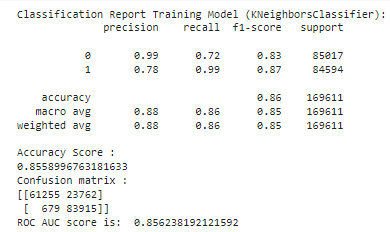 Classification Report Training Model (KNeighborsClassifier):
precision recall f1-score support
0 0.99 0.72 0.83 85017
1 0.78 0.99 0.87 84594
accuracy 0.86 169611
macro avg 0.88 0.86 0.85 169611
weighted avg 0.88 0.86 0.85 169611
Accuracy Score :
0.8558996763181633
Confusion matrix :
[[61255 23762]
[ 679 83915]]
ROC AUC score is: 0.856238192121592